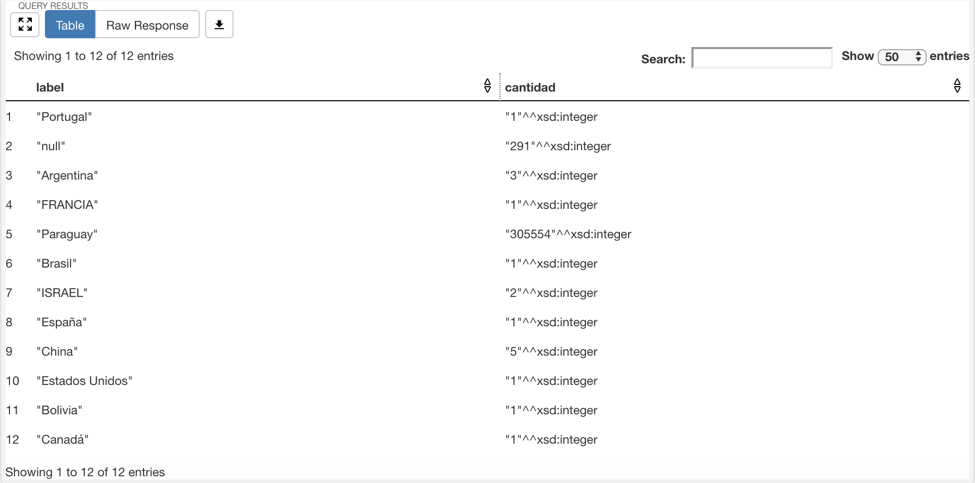 QUERY RESULTS
Table Raw Response
Showing 1 to 12 of 12 entries Search: Show 50 entries
label cantidad
1 "Portugal" "1"^^xsd:integer
2 "null" "291"^^xsd:integer
3 "Argentina" "3"^^xsd:integer
4 "FRANCIA" "1"^^xsd:integer
5 "Paraguay" "305554"^^xsd:integer
6 "Brasil" "1"^^xsd:integer
7 "ISRAEL" "2"^^xsd:integer
8 "España" "1"^^xsd:integer
9 "China" "5"^^xsd:integer
10 "Estados Unidos" "1"^^xsd:integer
11 "Bolivia" "1"^^xsd:integer
12 "Canadá" "1"^^xsd:integer
Showing 1 to 12 of 12 entries